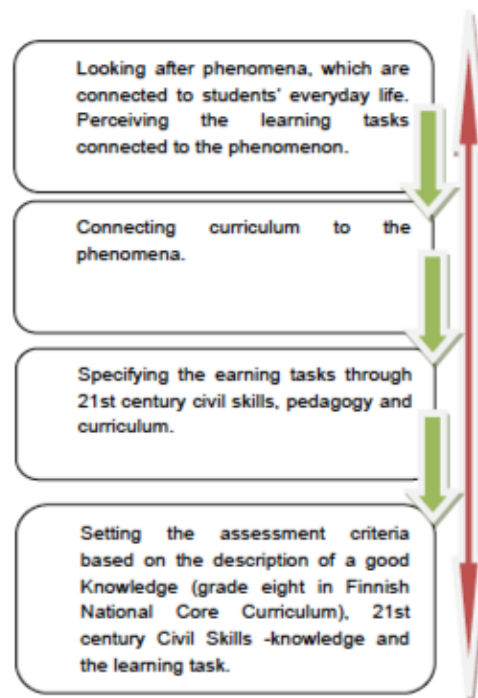 Looking after phenomena, which are
connected to students' everyday life.
Perceiving the learning tasks
connected to the phenomenon.
Connecting curriculum to the
phenomena.
Specifying the earning tasks through
21st century civil skills, pedagogy and
curriculum.
Setting the assessment criteria
based on the description of a good
Knowledge (grade eight in Finnish
National Core Curriculum), 21st
century Civil Skills -knowledge and
the learning task.